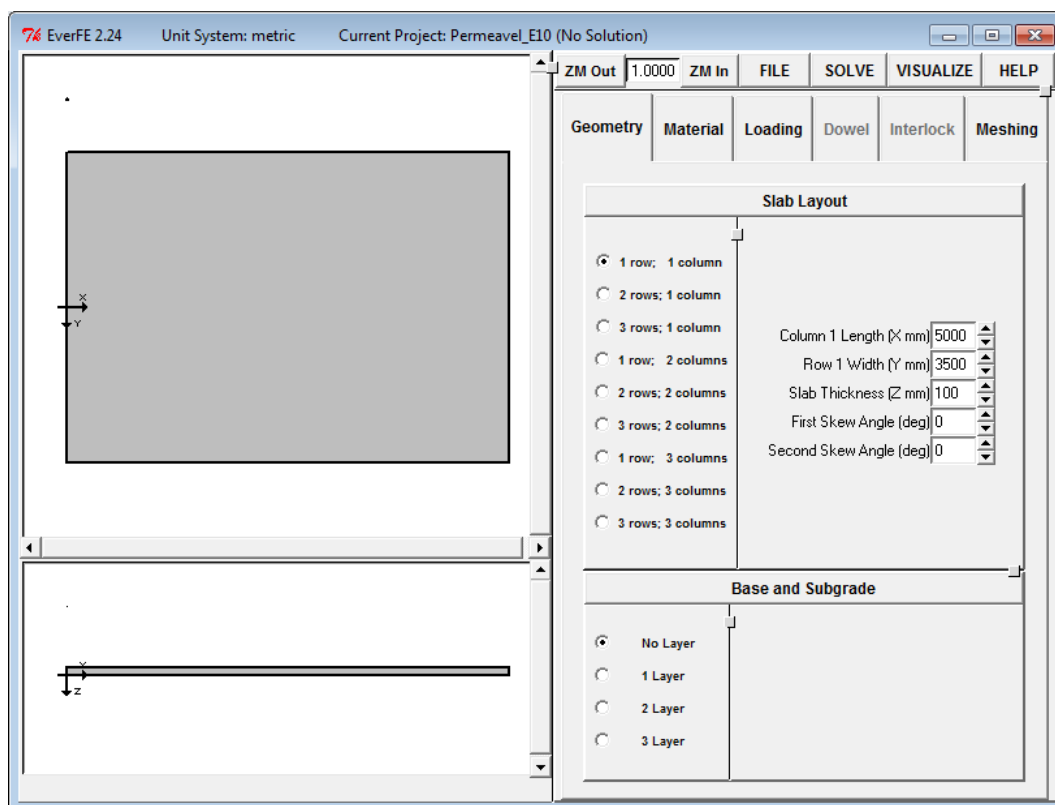 EverFE 2.24 Unit System: metric Current Project: Permeavel_E10 (No Solution)
ZM Out 1.0000 ZM In FILE SOLVE VISUALIZE HELP
Geometry Material Loading Dowel Interlock Meshing
X
Y
Slab Layout
1 row; 1 column
2 rows; 1 column
3 rows; 1 column
1 row; 2 columns
2 rows; 2 columns
3 rows; 2 columns
1 row; 3 columns
2 rows; 3 columns
3 rows; 3 columns
Column 1 Length (X mm) 5000
Row 1 Width (Y mm) 3500
Slab Thickness (Z mm) 100
First Skew Angle (deg) 0
Second Skew Angle (deg) 0
X
Z
Base and Subgrade
No Layer
1 Layer
2 Layer
3 Layer